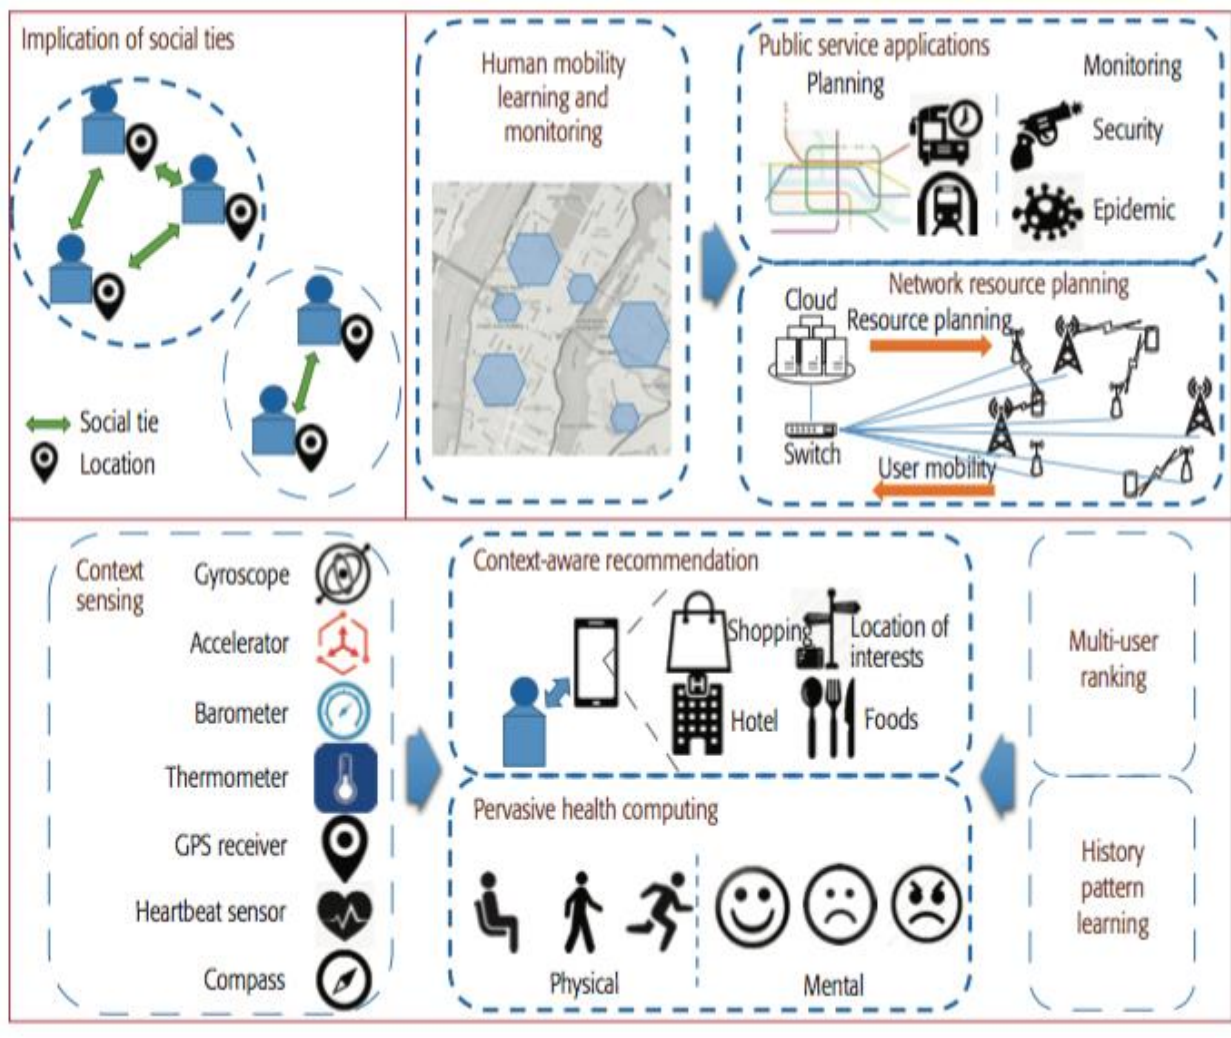 Implication of social ties
Social tie
Location
Human mobility
learning and
monitoring
Public service applications
Planning
Monitoring
Security
Epidemic
Network resource planning
Cloud
Resource planning
Switch
User mobility
Context
sensing
Gyroscope
Accelerator
Barometer
Thermometer
GPS receiver
Heartbeat sensor
Compass
Context-aware recommendation
Shopping
Location of
interests
H
Hotel
Foods
Pervasive health computing
Physical
Mental
Multi-user
ranking
History
pattern
learning